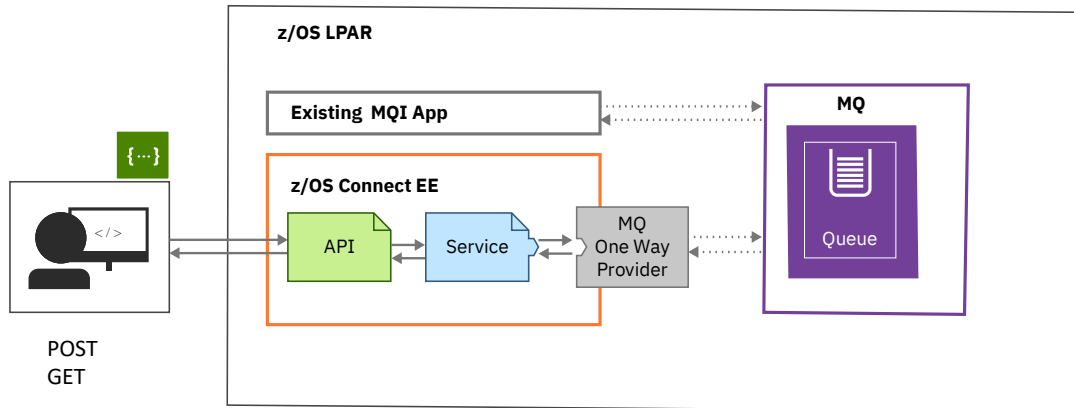 z/OS LPAR
Existing MQI App
MQ
{...}
z/OS Connect EE
</>
API
Service
MQ
One Way
Provider
Queue
POST
GET